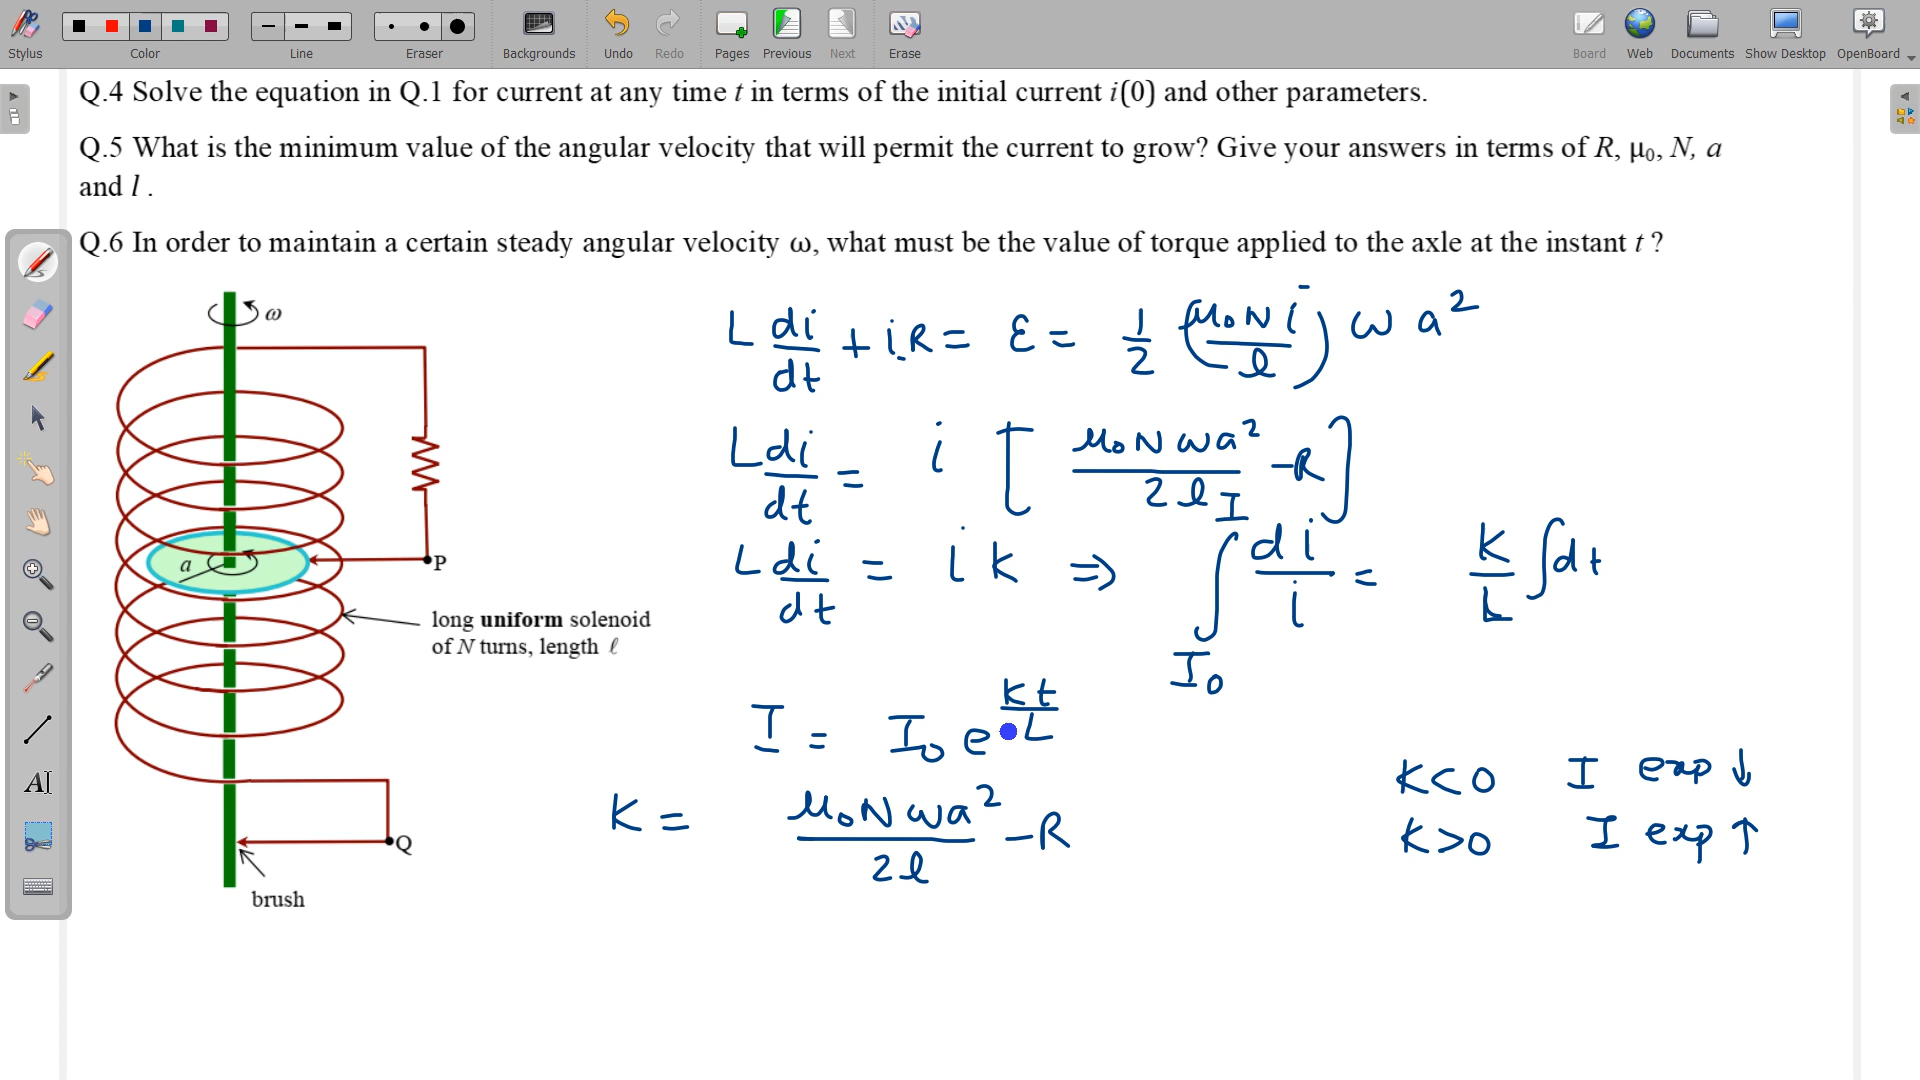 Stylus Color Line Eraser Backgrounds Undo Redo Pages Previous Next Erase Board Web Documents Show Desktop OpenBoard
Q.4 Solve the equation in Q.1 for current at any time t in terms of the initial current i(0) and other parameters.
Q.5 What is the minimum value of the angular velocity that will permit the current to grow? Give your answers in terms of R, μ₀, N, a
and l .
Q.6 In order to maintain a certain steady angular velocity ω, what must be the value of torque applied to the axle at the instant t ?
ω
a
P
long uniform solenoid
of N turns, length ℓ
Q
brush
L di/dt + iR = ε = 1/2 (μ₀Ni/l) ω a²
L di/dt = i [μ₀Nωa²/2l - R]
L di/dt = i k ⇒ ∫_{I₀}^{I} di/i = k/L ∫dt
I = I₀ e^{kt/L}
K = μ₀Nωa²/2l - R
K<0 I exp ↓
K>0 I exp ↑
AI